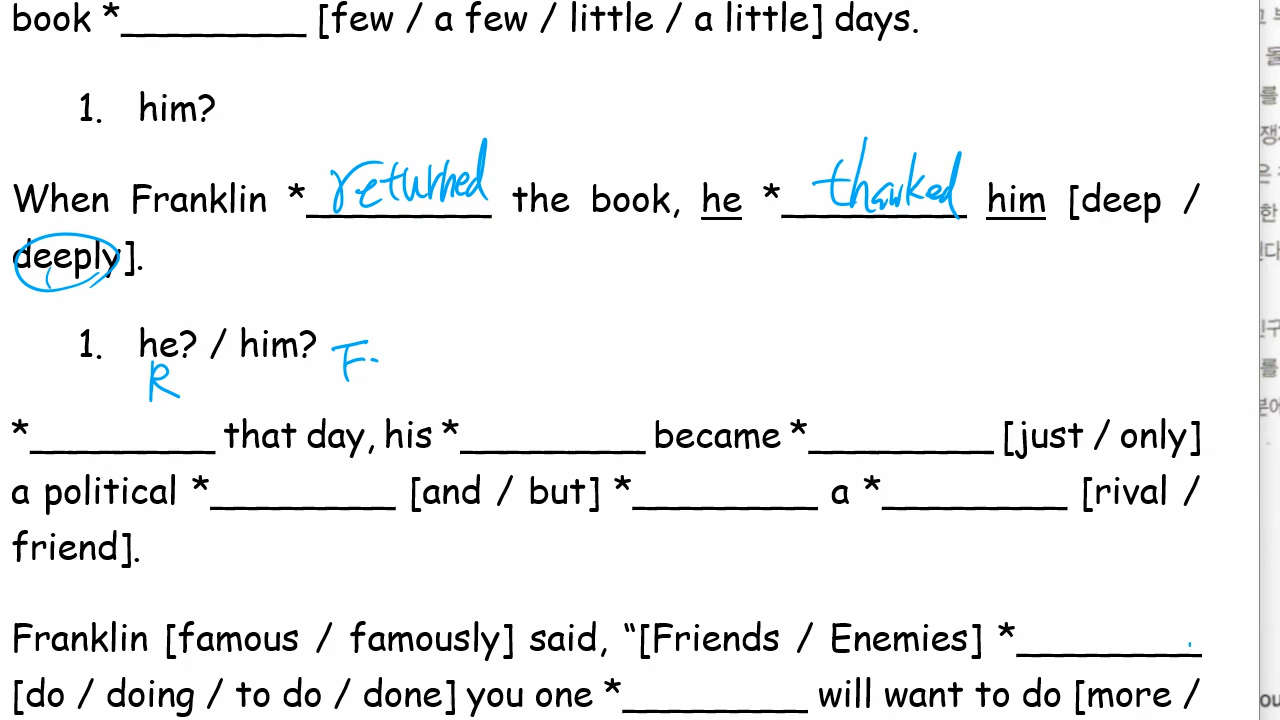 book *_________ [few / a few / little / a little] days.
1. him?
When Franklin *returned the book, he *thanked him [deep /
deeply].
1. he? / him? F.
R
*_________ that day, his *_________ became *_________ [just / only]
a political *_________ [and / but] *_________ a *_________ [rival /
friend].
Franklin [famous / famously] said, “[Friends / Enemies] *_________
[do / doing / to do / done] you one *_________ will want to do [more /